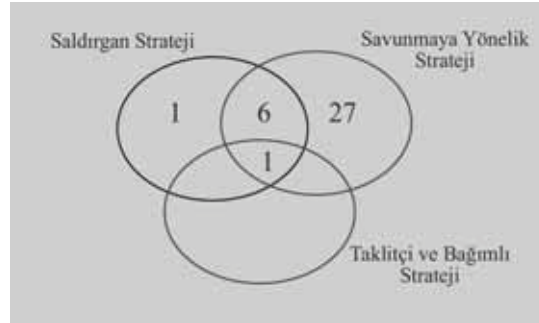 Saldırgan Strateji
Savunmaya Yönelik
Strateji
1
6
27
1
Taklitçi ve Bağımlı
Strateji